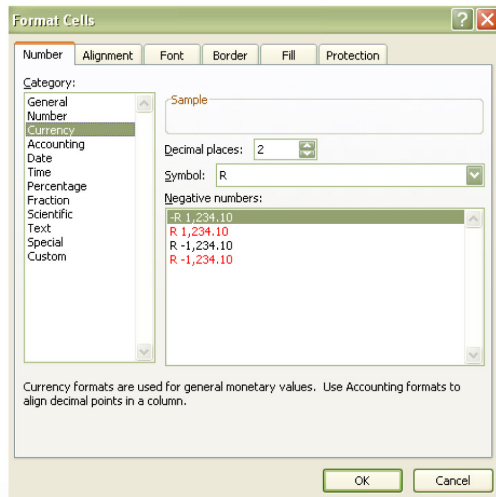 Format Cells
Number Alignment Font Border Fill Protection
Category:
General
Number
Currency
Accounting
Date
Time
Percentage
Fraction
Scientific
Text
Special
Custom
Sample
Decimal places: 2
Symbol: R
Negative numbers:
-R 1,234.10
R 1,234.10
R -1,234.10
R -1,234.10
Currency formats are used for general monetary values. Use Accounting formats to
align decimal points in a column.
OK Cancel